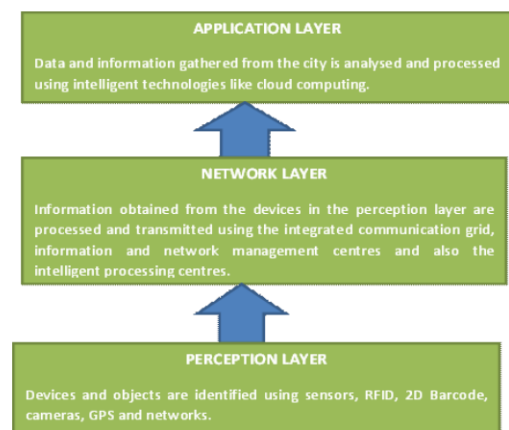 APPLICATION LAYER
Data and information gathered from the city is analysed and processed
using intelligent technologies like cloud computing.
NETWORK LAYER
Information obtained from the devices in the perception layer are
processed and transmitted using the integrated communication grid,
information and network management centres and also the
intelligent processing centres.
PERCEPTION LAYER
Devices and objects are identified using sensors, RFID, 2D Barcode,
cameras, GPS and networks.